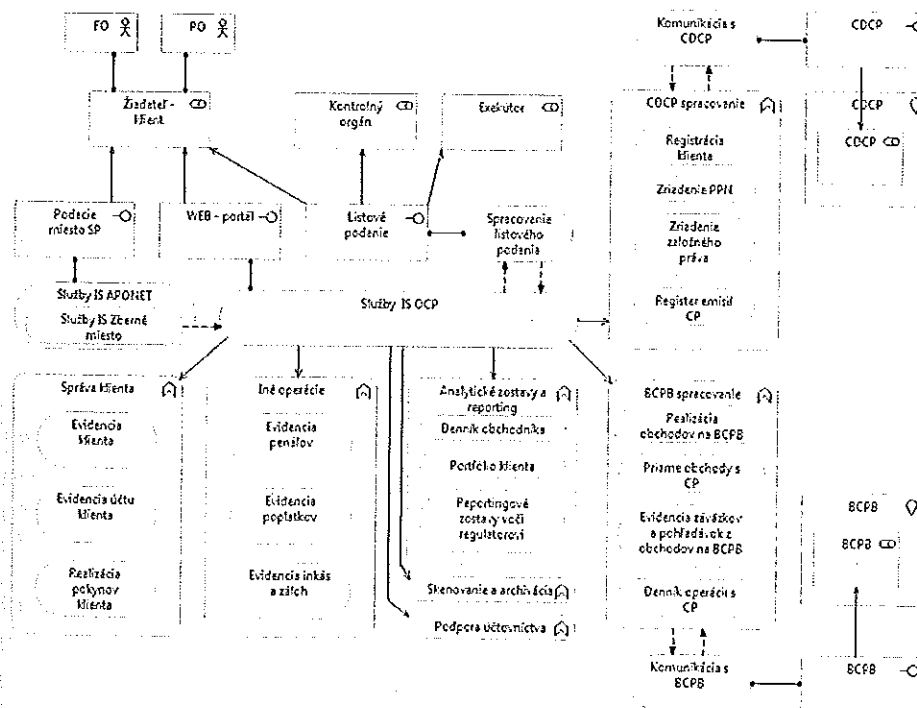 FO
PO
Komunikácia s
CDCP
CDCP
Žiadateľ -
klient
Kontrolný
orgán
Exekútor
CDCP spracovanie
CDCP
CDCP
Registrácia
klienta
Zriadenie PPN
Zriadenie
záložného
práva
Register emisií
CP
Podacie
miesto SP
WEB - portál
Listové
podanie
Spracovanie
listového
podania
Služby IS APONET
Služby IS Zberné
miesto
Služby IS OCP
Správa klienta
Evidencia
klienta
Evidencia účtu
klienta
Realizácia
pokynov
klienta
Iné operácie
Evidencia
penálov
Evidencia
poplatkov
Evidencia inkás
a záloh
Analytické zostavy a
reporting
Denník obchodníka
Portfólio klienta
Reportingové
zostavy voči
regulátorovi
Skenovanie a archivácia
Podpora účtovníctva
BCPB spracovanie
Realizácia
obchodov na BCPB
Priame obchody s
CP
Evidencia záväzkov
a pohľadávok z
obchodov na BCPB
Denník operácií s
CP
BCPB
BCPB
Komunikácia s
BCPB
BCPB